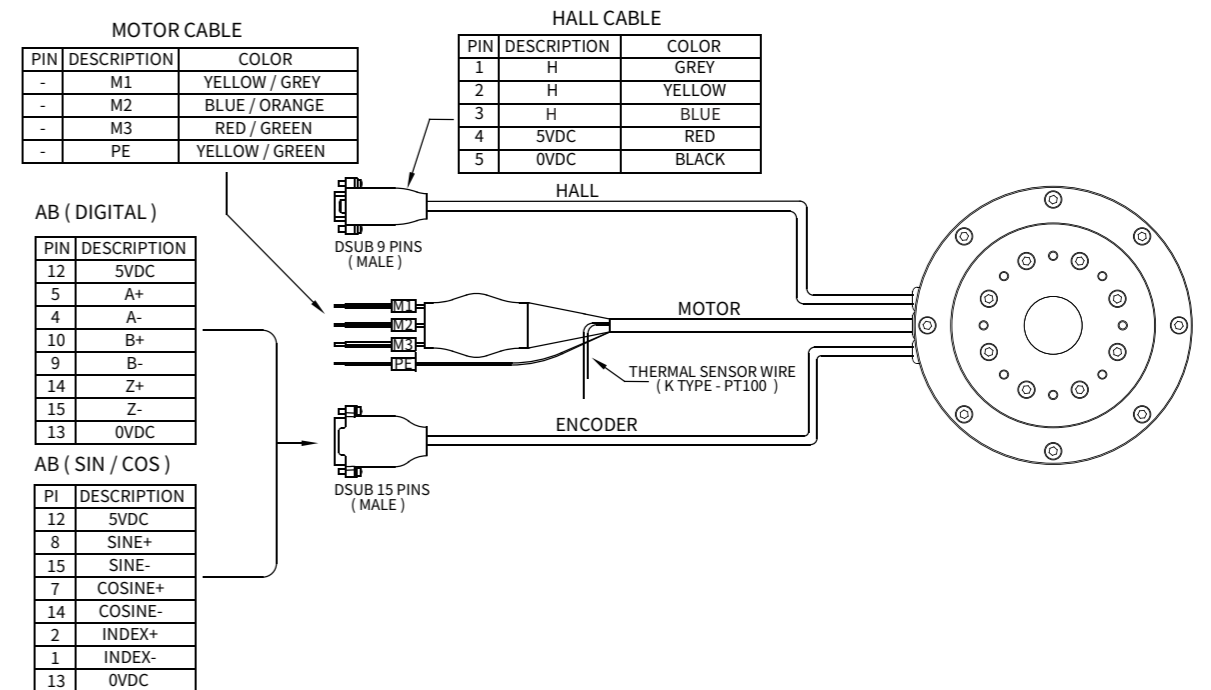 MOTOR CABLE
PIN DESCRIPTION COLOR
- M1 YELLOW / GREY
- M2 BLUE / ORANGE
- M3 RED / GREEN
- PE YELLOW / GREEN
HALL CABLE
PIN DESCRIPTION COLOR
1 H GREY
2 H YELLOW
3 H BLUE
4 5VDC RED
5 0VDC BLACK
HALL
DSUB 9 PINS
( MALE )
AB ( DIGITAL )
PIN DESCRIPTION
12 5VDC
5 A+
4 A-
10 B+
9 B-
14 Z+
15 Z-
13 0VDC
M1
M2
M3
PE
MOTOR
THERMAL SENSOR WIRE
( K TYPE - PT100 )
ENCODER
DSUB 15 PINS
( MALE )
AB ( SIN / COS )
PI DESCRIPTION
12 5VDC
8 SINE+
15 SINE-
7 COSINE+
14 COSINE-
2 INDEX+
1 INDEX-
13 0VDC